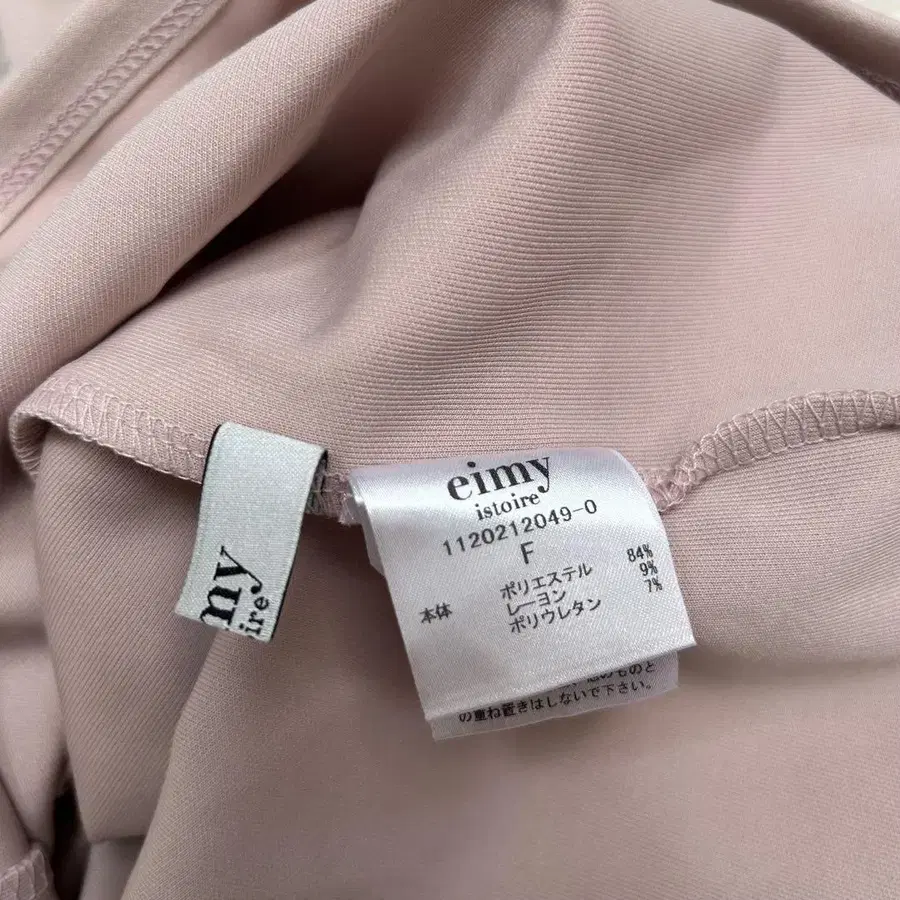 eimy
istoire
1120212049-0
F
本体 ポリエステル 84%
レーヨン 9%
ポリウレタン 7%
の重ね置きはしないで下さい。
my
ire